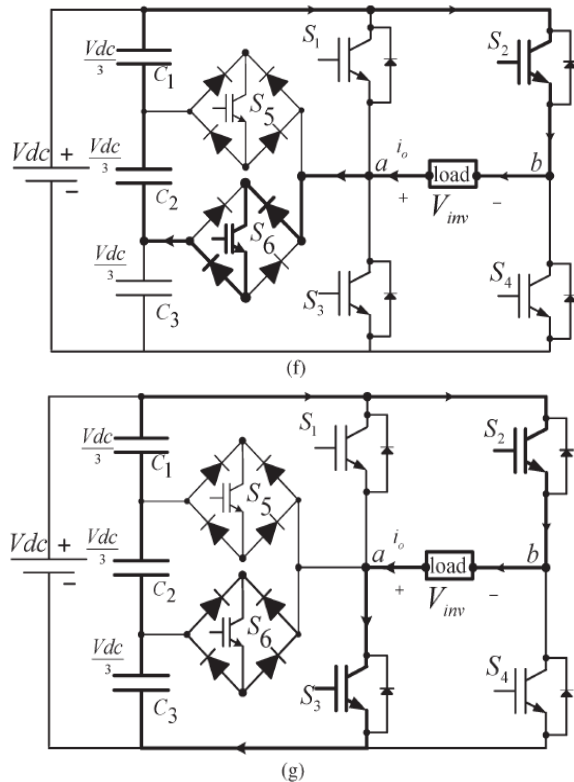 Vdc/3
C1
S1
S2
S5
Vdc +
Vdc/3
io
a
b
load
–
C2
+
Vinv
–
S6
Vdc/3
S3
S4
C3
(f)
S1
S2
Vdc/3
C1
S5
Vdc +
Vdc/3
io
a
b
load
–
C2
+
Vinv
–
S6
Vdc/3
S3
S4
C3
(g)